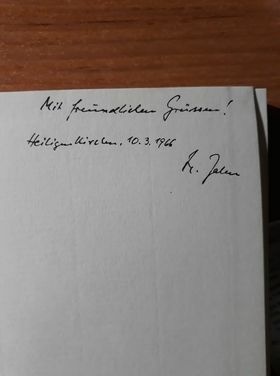 Mit freundlichen Grüssen!
Heiligenkirchen, 10.3.1966